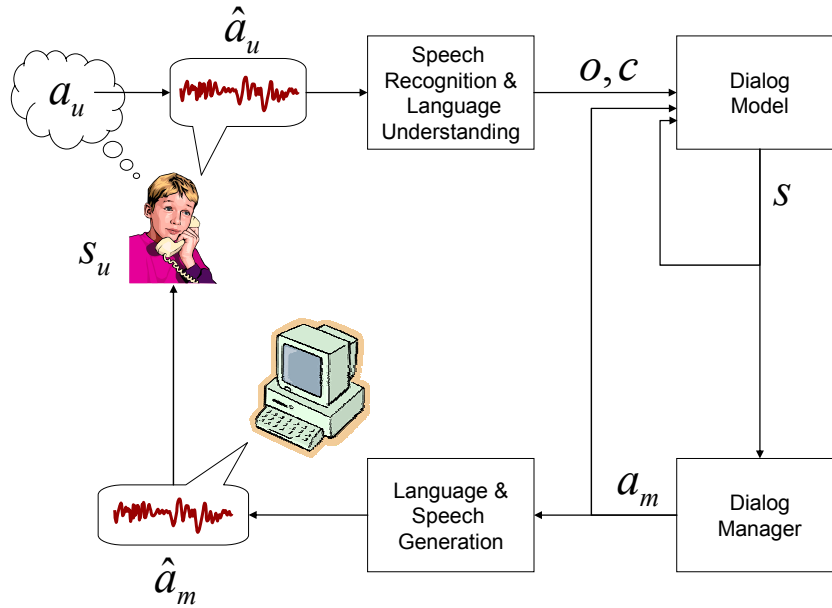 â_u
a_u
Speech
Recognition &
Language
Understanding
o, c
Dialog
Model
s
s_u
Language &
Speech
Generation
a_m
Dialog
Manager
â_m